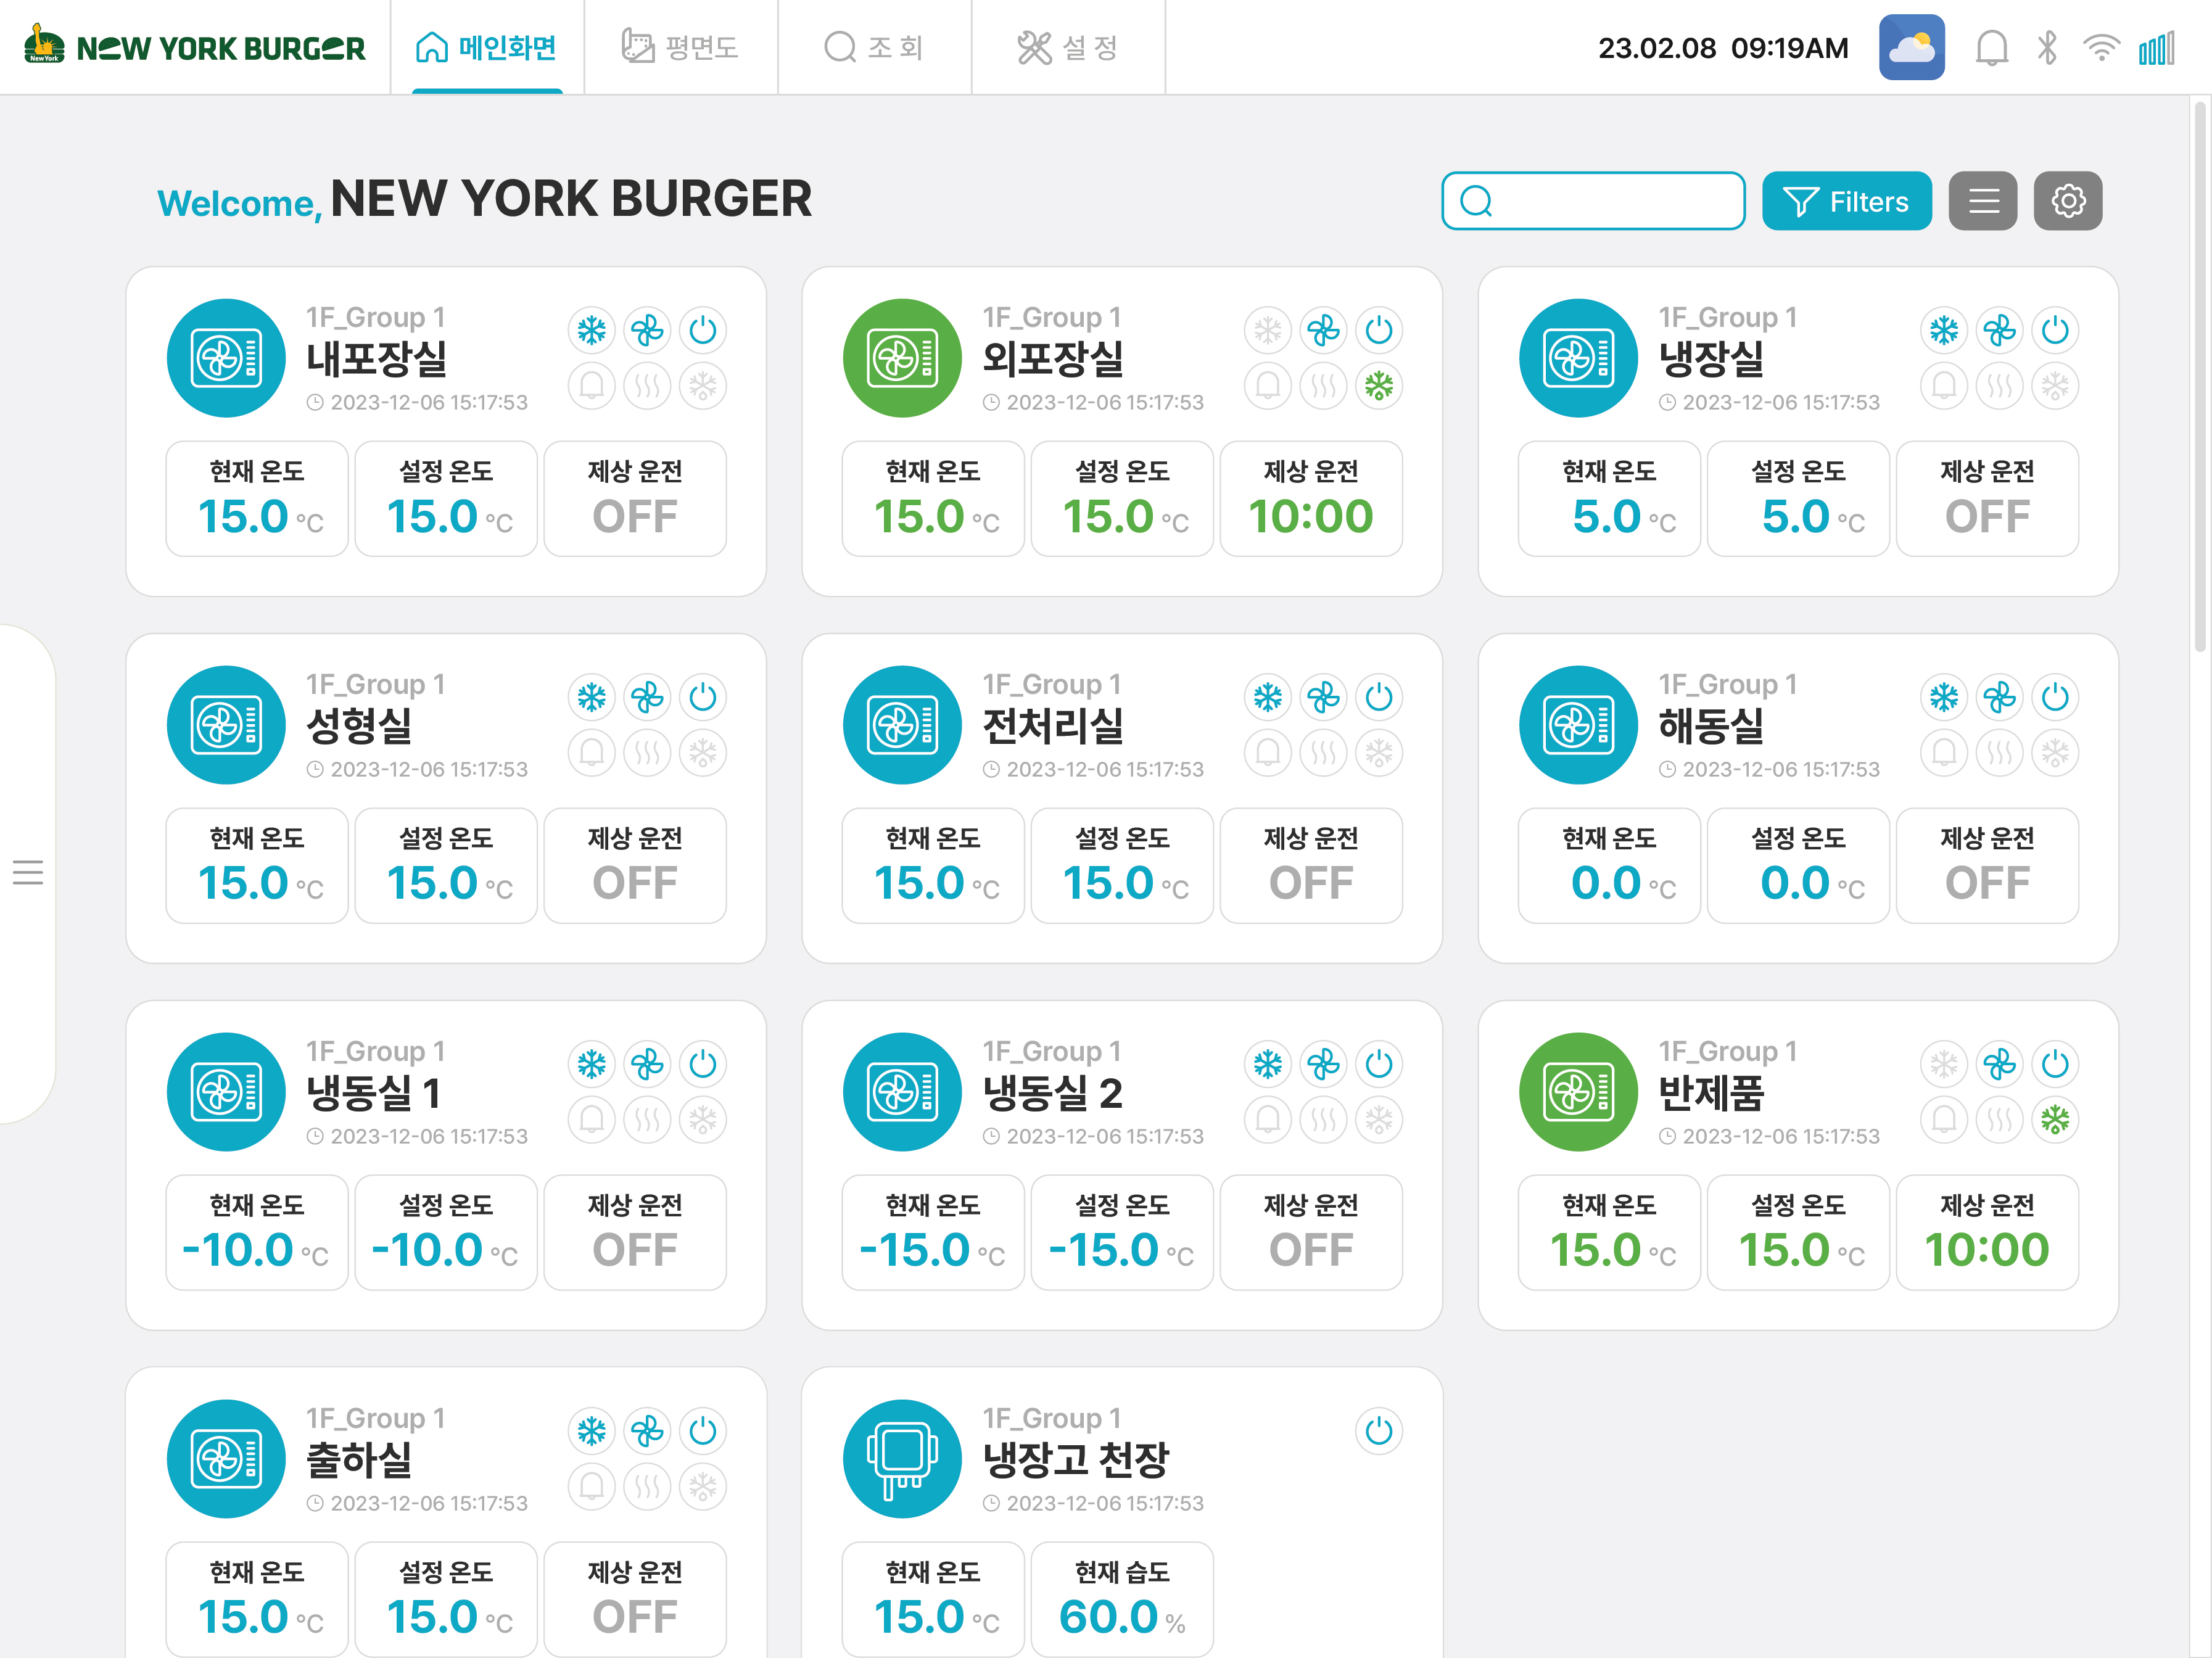 NEW YORK BURGER
New York
메인화면
평면도
조 회
설 정
23.02.08 09:19AM
Welcome, NEW YORK BURGER
Filters
1F_Group 1
내포장실
2023-12-06 15:17:53
현재 온도
15.0 °C
설정 온도
15.0 °C
제상 운전
OFF
1F_Group 1
외포장실
2023-12-06 15:17:53
현재 온도
15.0 °C
설정 온도
15.0 °C
제상 운전
10:00
1F_Group 1
냉장실
2023-12-06 15:17:53
현재 온도
5.0 °C
설정 온도
5.0 °C
제상 운전
OFF
1F_Group 1
성형실
2023-12-06 15:17:53
현재 온도
15.0 °C
설정 온도
15.0 °C
제상 운전
OFF
1F_Group 1
전처리실
2023-12-06 15:17:53
현재 온도
15.0 °C
설정 온도
15.0 °C
제상 운전
OFF
1F_Group 1
해동실
2023-12-06 15:17:53
현재 온도
0.0 °C
설정 온도
0.0 °C
제상 운전
OFF
1F_Group 1
냉동실 1
2023-12-06 15:17:53
현재 온도
-10.0 °C
설정 온도
-10.0 °C
제상 운전
OFF
1F_Group 1
냉동실 2
2023-12-06 15:17:53
현재 온도
-15.0 °C
설정 온도
-15.0 °C
제상 운전
OFF
1F_Group 1
반제품
2023-12-06 15:17:53
현재 온도
15.0 °C
설정 온도
15.0 °C
제상 운전
10:00
1F_Group 1
출하실
2023-12-06 15:17:53
현재 온도
15.0 °C
설정 온도
15.0 °C
제상 운전
OFF
1F_Group 1
냉장고 천장
2023-12-06 15:17:53
현재 온도
15.0 °C
현재 습도
60.0 %